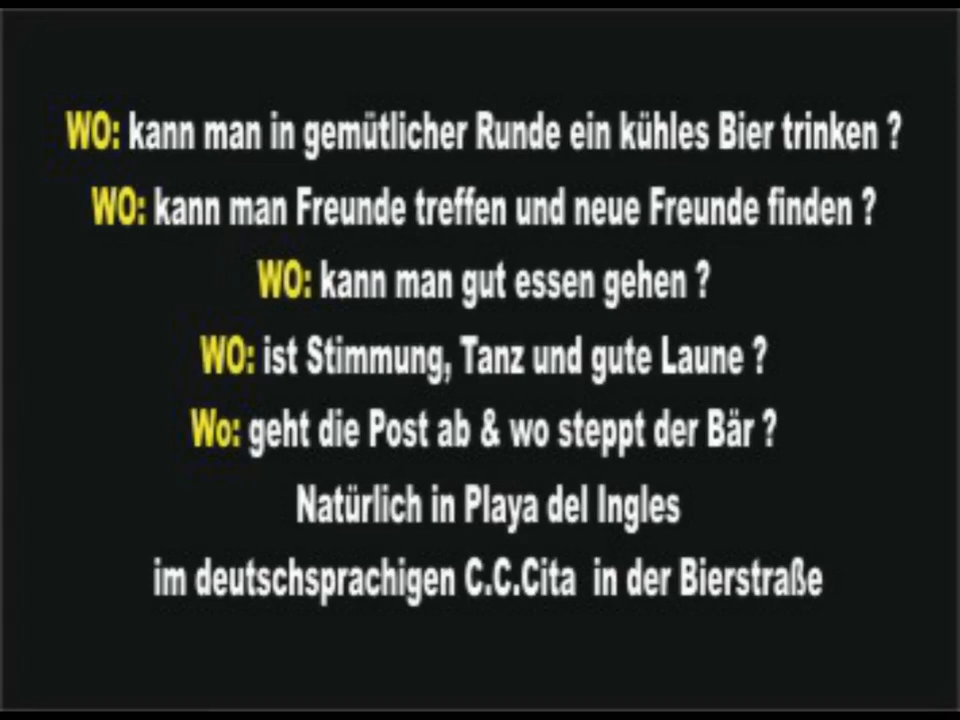 WO: kann man in gemütlicher Runde ein kühles Bier trinken ?
WO: kann man Freunde treffen und neue Freunde finden ?
WO: kann man gut essen gehen ?
WO: ist Stimmung, Tanz und gute Laune ?
Wo: geht die Post ab & wo steppt der Bär ?
Natürlich in Playa del Ingles
im deutschsprachigen C.C.Cita in der Bierstraße